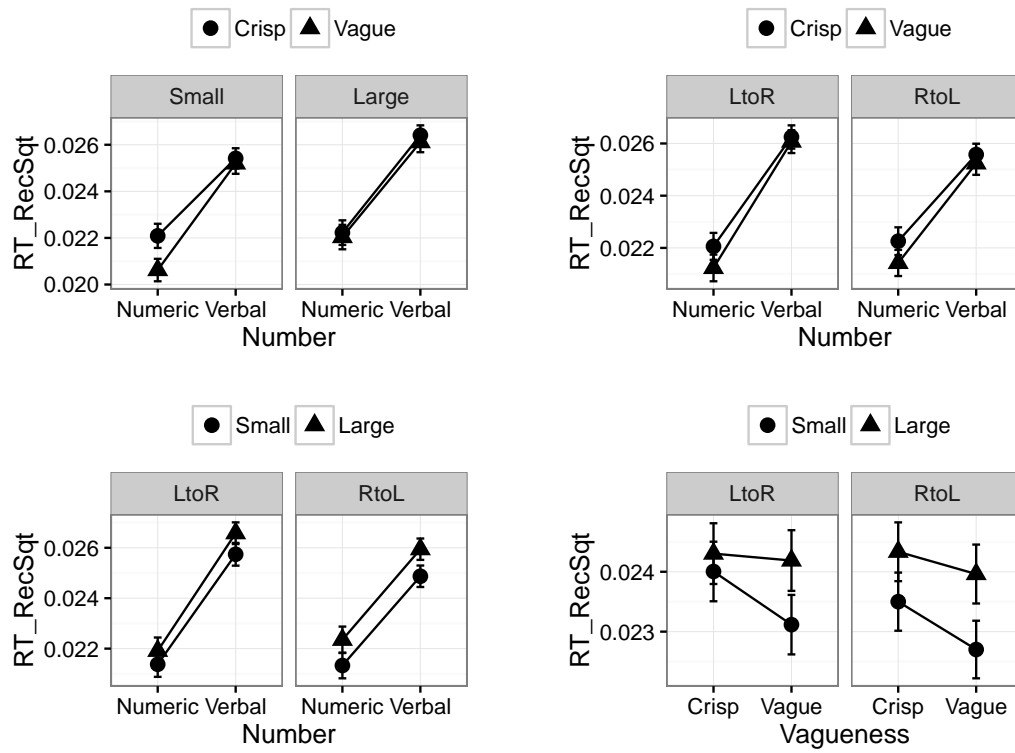 Crisp Vague
Small Large
RT_RecSqt
0.026
0.024
0.022
0.020
Numeric Verbal Numeric Verbal
Number
Crisp Vague
LtoR RtoL
RT_RecSqt
0.026
0.024
0.022
Numeric Verbal Numeric Verbal
Number
Small Large
LtoR RtoL
RT_RecSqt
0.026
0.024
0.022
Numeric Verbal Numeric Verbal
Number
Small Large
LtoR RtoL
RT_RecSqt
0.024
0.023
Crisp Vague Crisp Vague
Vagueness